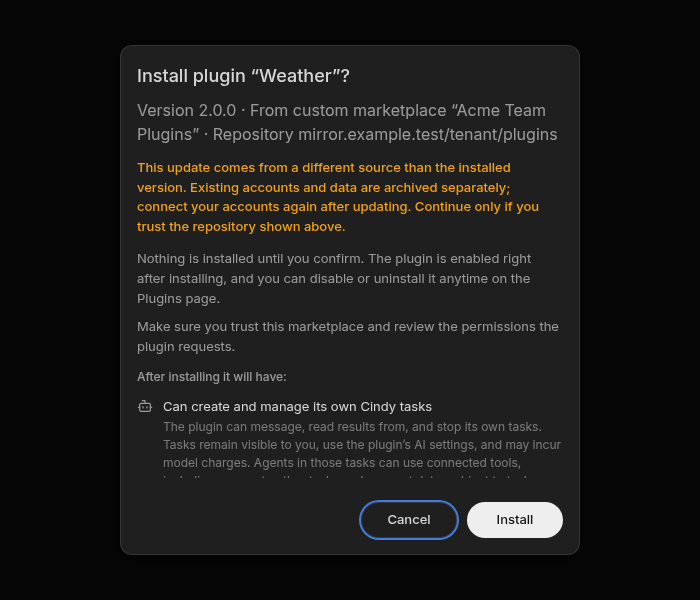 Install plugin “Weather”?
Version 2.0.0 · From custom marketplace “Acme Team
Plugins” · Repository mirror.example.test/tenant/plugins
This update comes from a different source than the installed
version. Existing accounts and data are archived separately;
connect your accounts again after updating. Continue only if you
trust the repository shown above.
Nothing is installed until you confirm. The plugin is enabled right
after installing, and you can disable or uninstall it anytime on the
Plugins page.
Make sure you trust this marketplace and review the permissions the
plugin requests.
After installing it will have:
Can create and manage its own Cindy tasks
The plugin can message, read results from, and stop its own tasks.
Tasks remain visible to you, use the plugin’s AI settings, and may incur
model charges. Agents in those tasks can use connected tools,
Cancel
Install